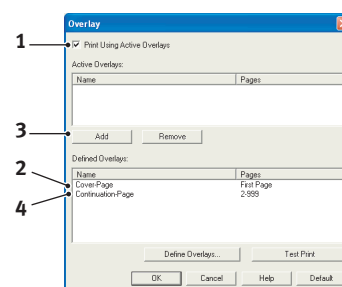 Overlay
1
Print Using Active Overlays
Active Overlays:
Name Pages
3
Add Remove
Defined Overlays:
2
Name Pages
Cover-Page First Page
4
Continuation-Page 2-999
Define Overlays... Test Print
OK Cancel Help Default